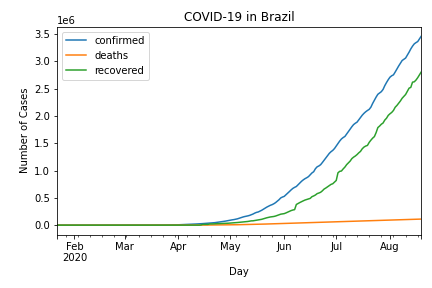 COVID-19 in Brazil
1e6
confirmed
deaths
recovered
3.5
3.0
2.5
2.0
1.5
1.0
0.5
0.0
Number of Cases
Feb Mar Apr May Jun Jul Aug
2020
Day